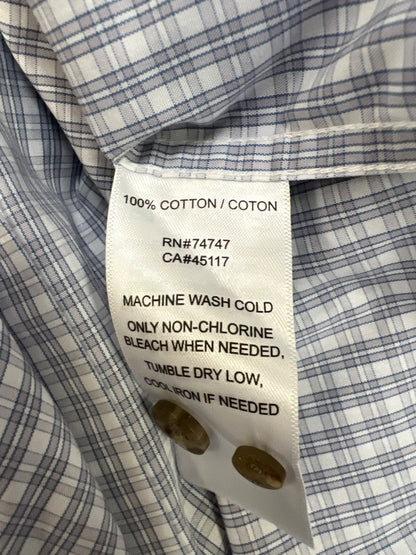 100% COTTON / COTON
RN#74747
CA#45117
MACHINE WASH COLD
ONLY NON-CHLORINE
BLEACH WHEN NEEDED,
TUMBLE DRY LOW,
COOL IRON IF NEEDED